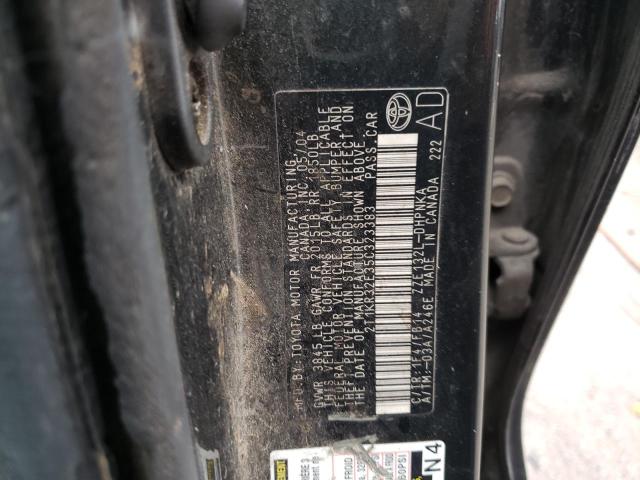 MFD.BY:TOYOTA MOTOR MANUFACTURING
CANADA, INC. 05/04
GVWR 3845LB GAWR FR 2015LB RR 1850LB
THIS VEHICLE CONFORMS TO ALL APPLICABLE
FEDERAL MOTOR VEHICLE SAFETY, BUMPER, AND
THEFT PREVENTION STANDARDS IN EFFECT ON
THE DATE OF MANUFACTURE SHOWN ABOVE.
2T1KR32E35C323383 PASS.CAR
C/TR:1F4/FB14 ZZE132L-DHPNKA
A/TM:-03A/A246E MADE IN CANADA 222
AD
TOYOTA
FROID
60PSI
N4